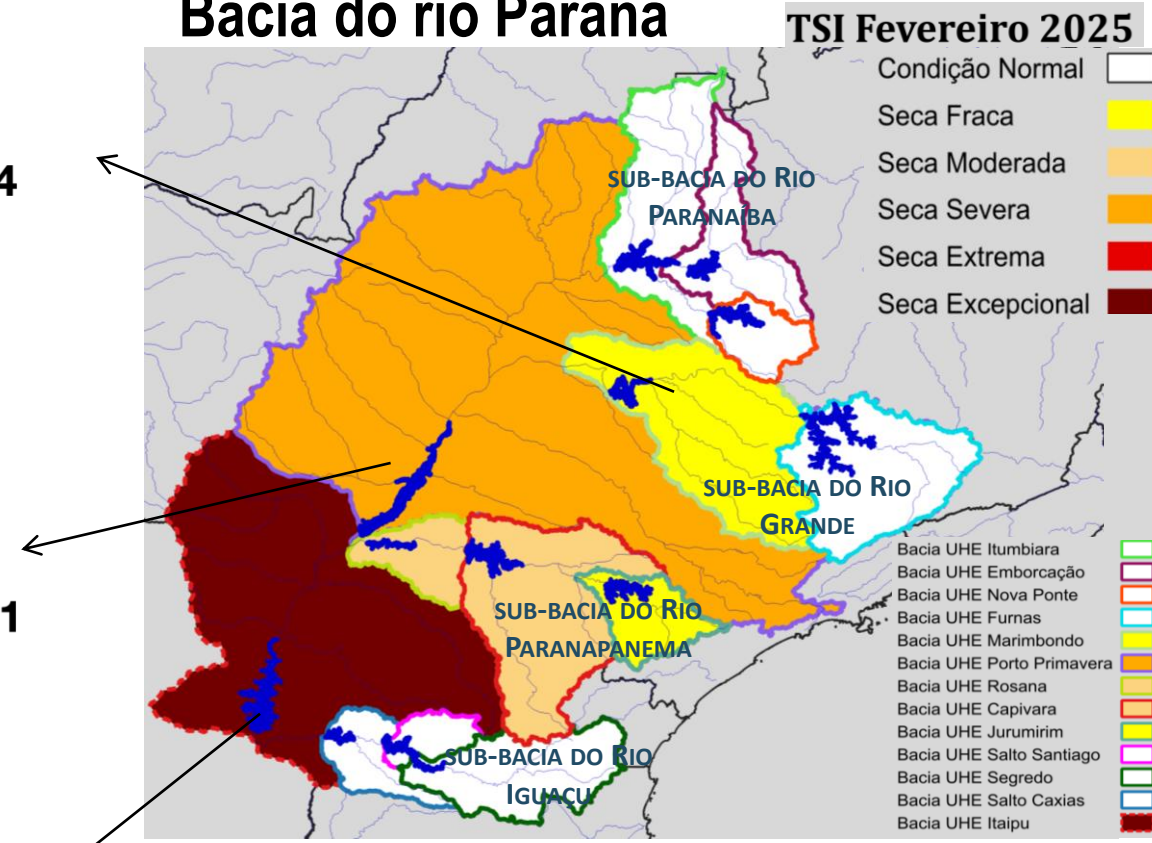 Bacia do rio Paraná
TSI Fevereiro 2025
Condição Normal
Seca Fraca
Seca Moderada
Seca Severa
Seca Extrema
Seca Excepcional
4
1
SUB-BACIA DO RIO
PARANAÍBA
SUB-BACIA DO RIO
GRANDE
SUB-BACIA DO RIO
PARANAPANEMA
SUB-BACIA DO RIO
IGUAÇU
Bacia UHE Itumbiara
Bacia UHE Emborcação
Bacia UHE Nova Ponte
Bacia UHE Furnas
Bacia UHE Marimbondo
Bacia UHE Porto Primavera
Bacia UHE Rosana
Bacia UHE Capivara
Bacia UHE Jurumirim
Bacia UHE Salto Santiago
Bacia UHE Segredo
Bacia UHE Salto Caxias
Bacia UHE Itaipu